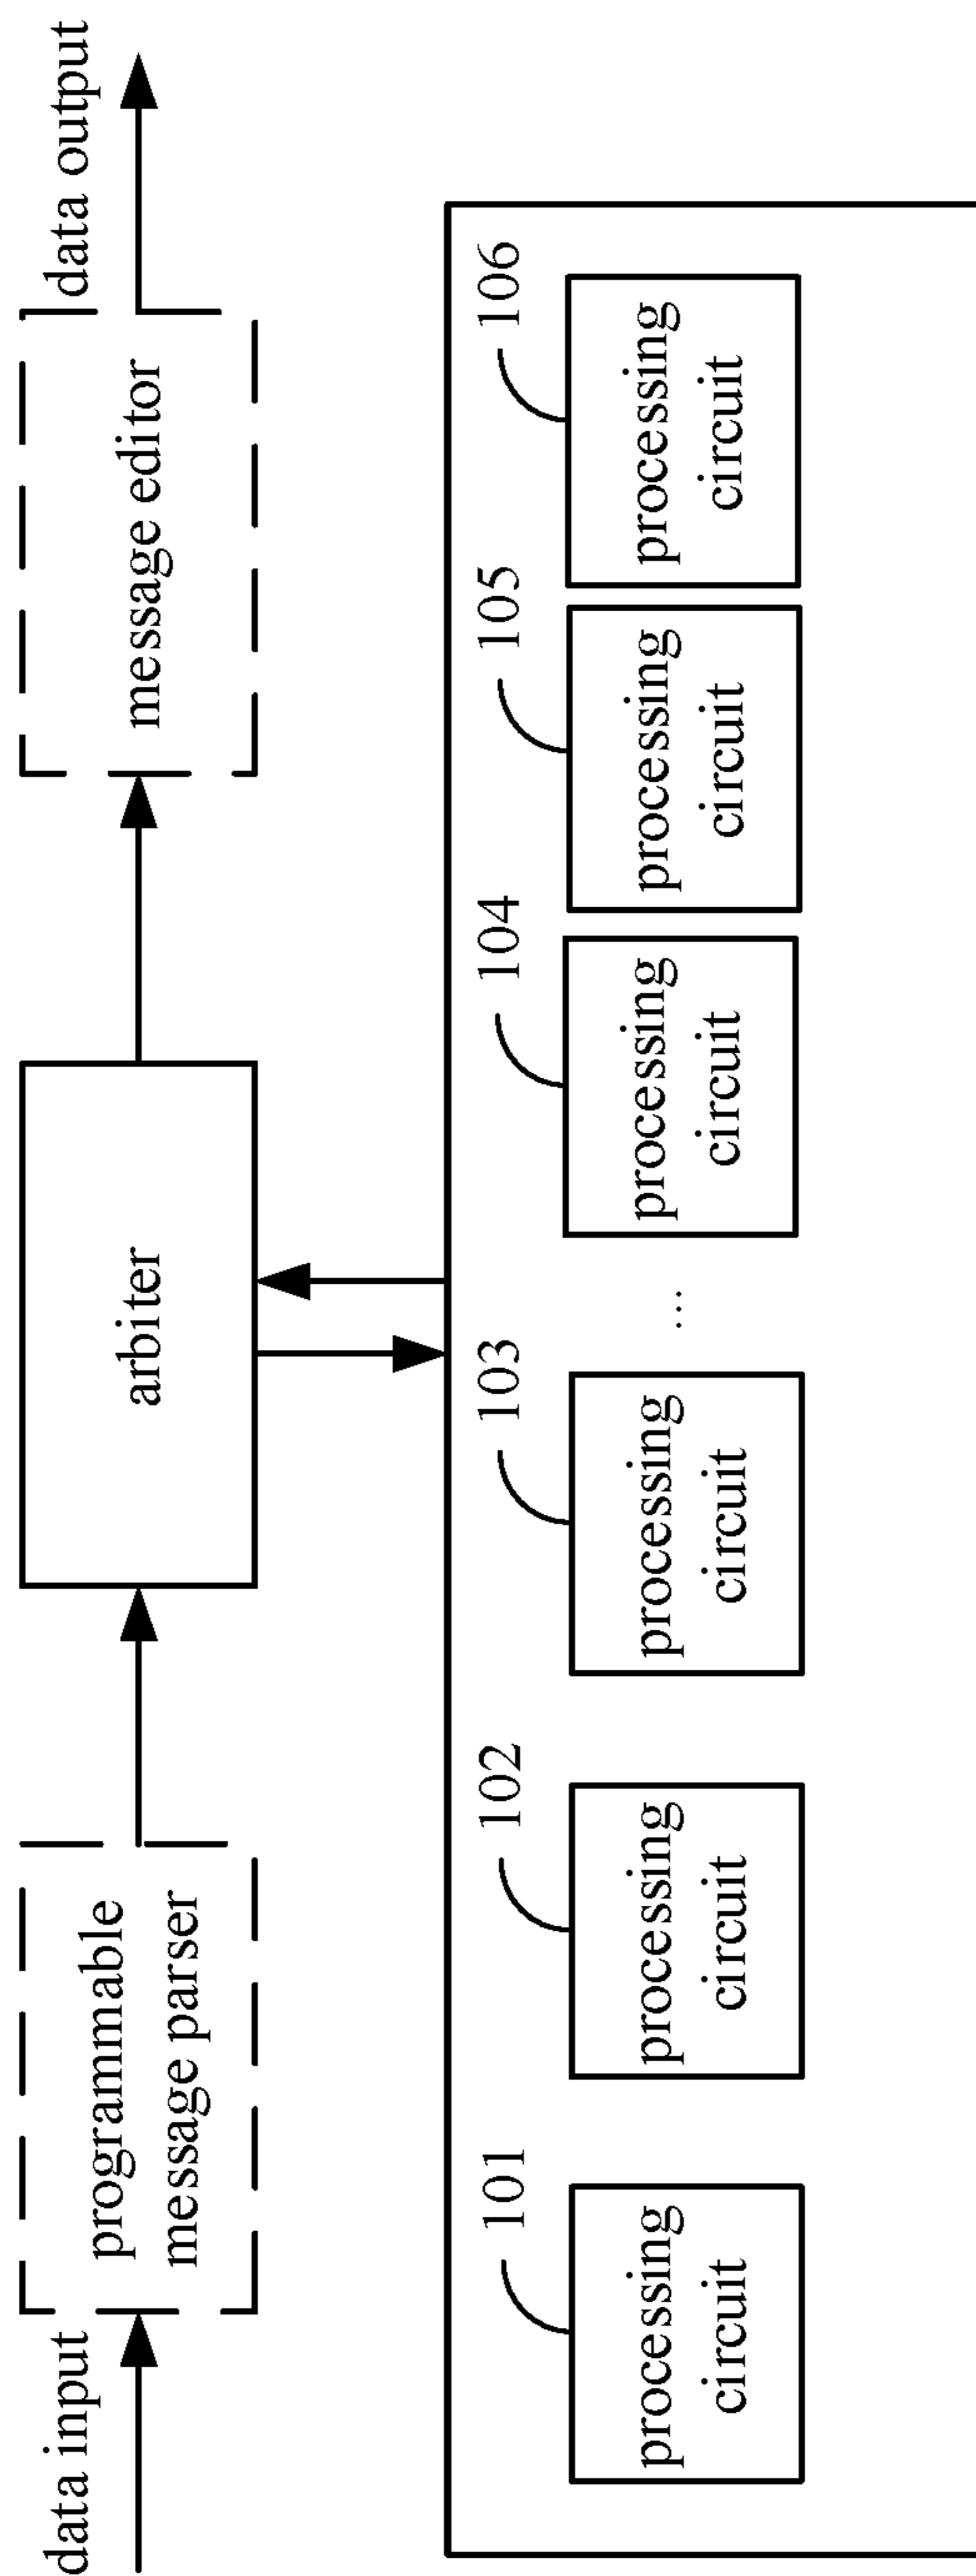 data input
programmable
message parser
arbiter
message editor
data output
101
processing
circuit
102
processing
circuit
103
processing
circuit
...
104
processing
circuit
105
processing
circuit
106
processing
circuit